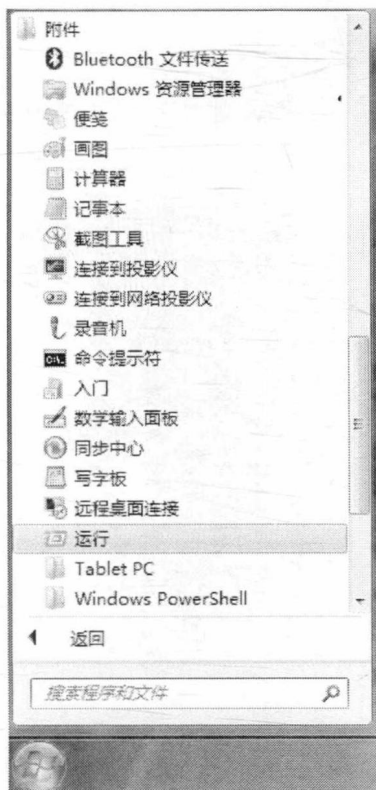 附件
Bluetooth 文件传送
Windows 资源管理器
便笺
画图
计算器
记事本
截图工具
连接到投影仪
连接到网络投影仪
录音机
命令提示符
入门
数学输入面板
同步中心
写字板
远程桌面连接
运行
Tablet PC
Windows PowerShell
返回
搜索程序和文件